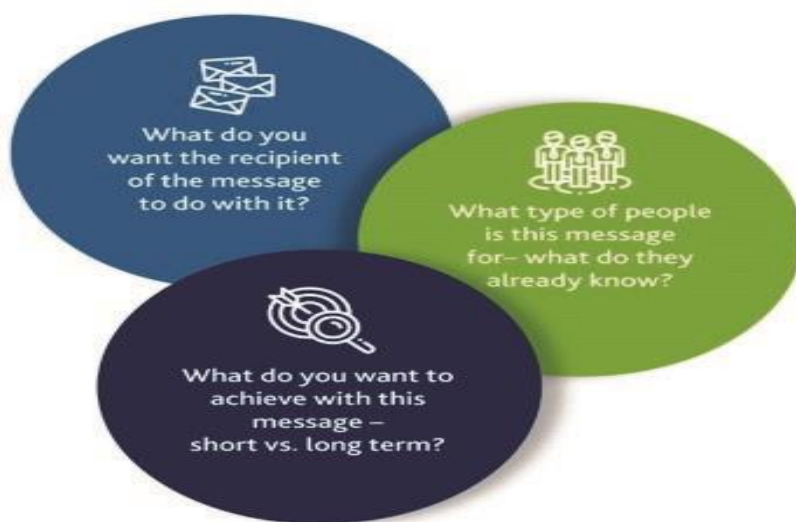 What do you
want the recipient
of the message
to do with it?
What type of people
is this message
for– what do they
already know?
What do you want to
achieve with this
message –
short vs. long term?